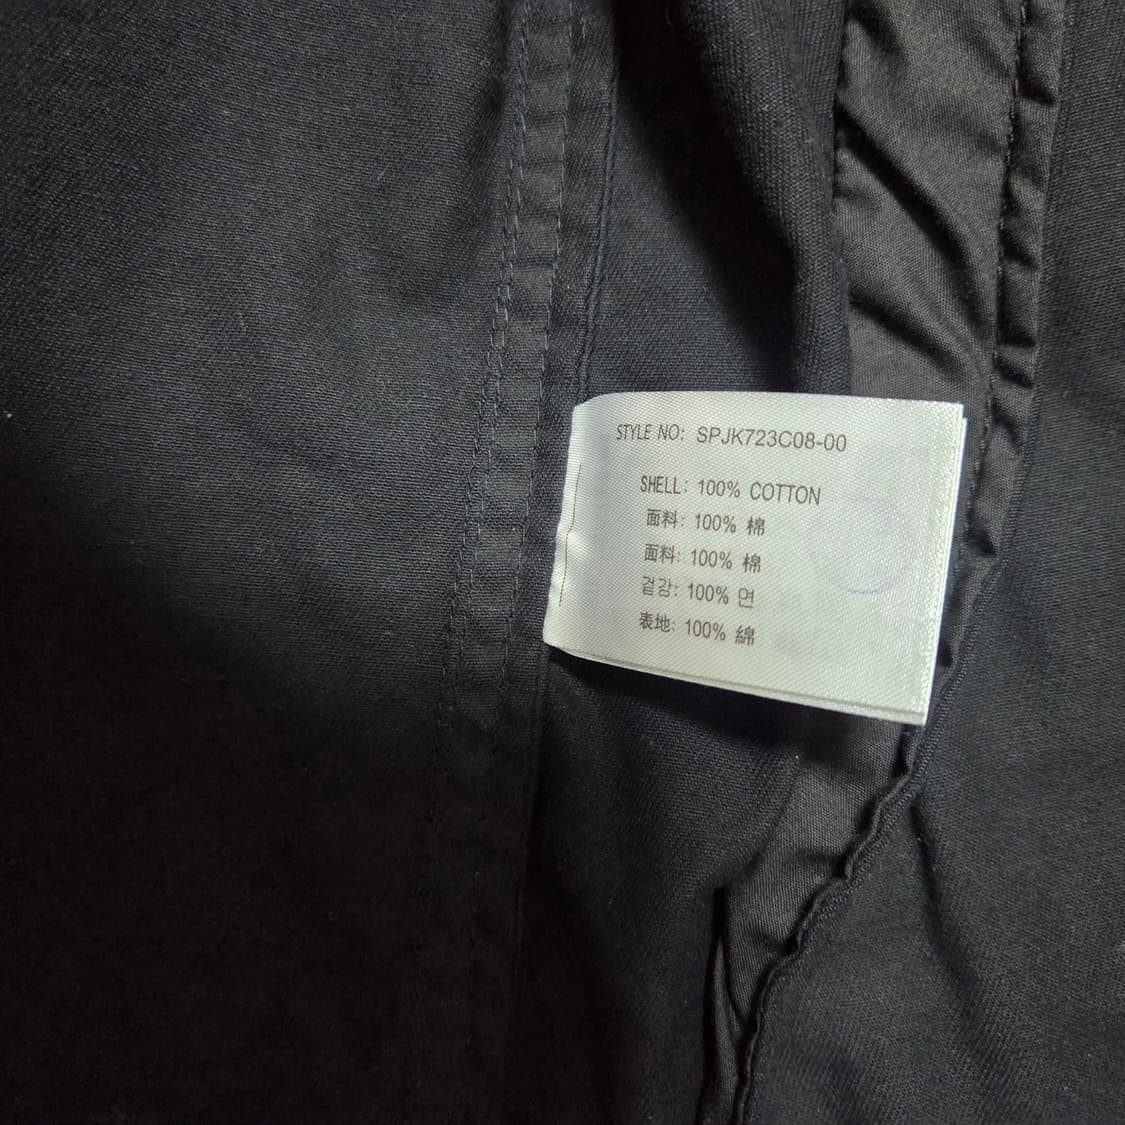 STYLE NO: SPJK723C08-00
SHELL: 100% COTTON
面料: 100% 棉
面料: 100% 棉
겉감: 100% 면
表地: 100% 綿